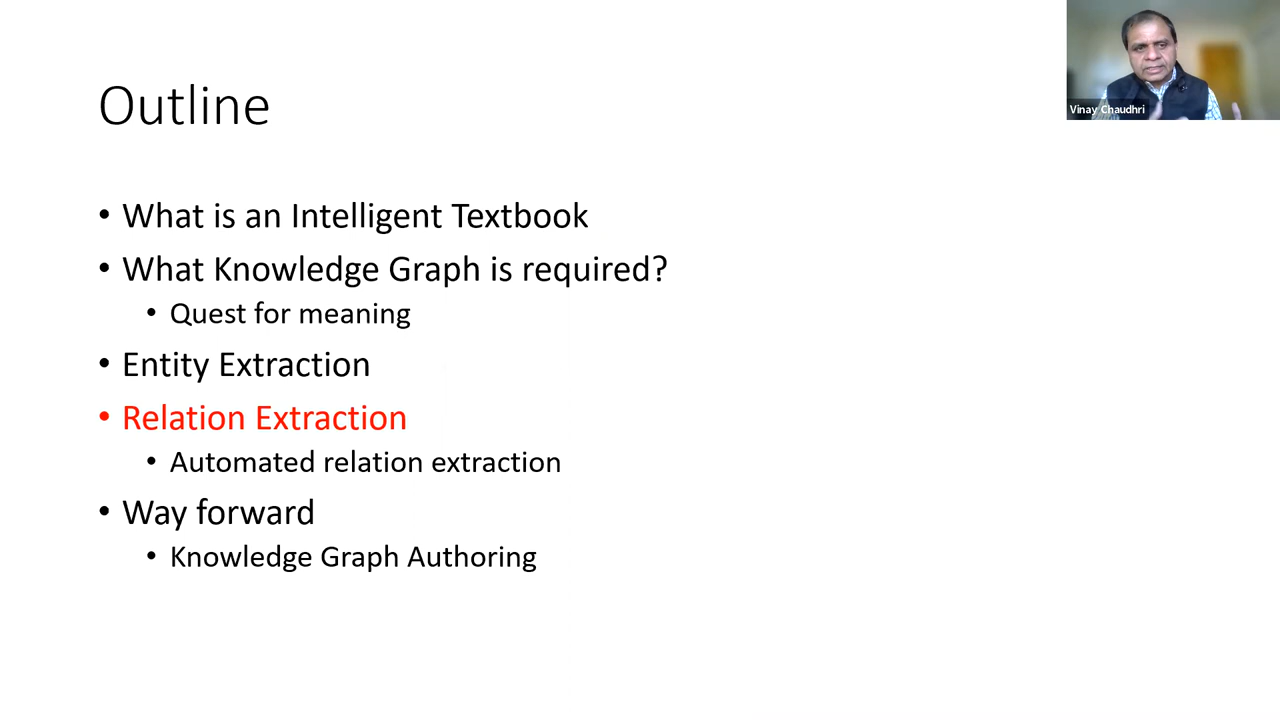 Outline
Vinay Chaudhri
• What is an Intelligent Textbook
• What Knowledge Graph is required?
• Quest for meaning
• Entity Extraction
• Relation Extraction
• Automated relation extraction
• Way forward
• Knowledge Graph Authoring